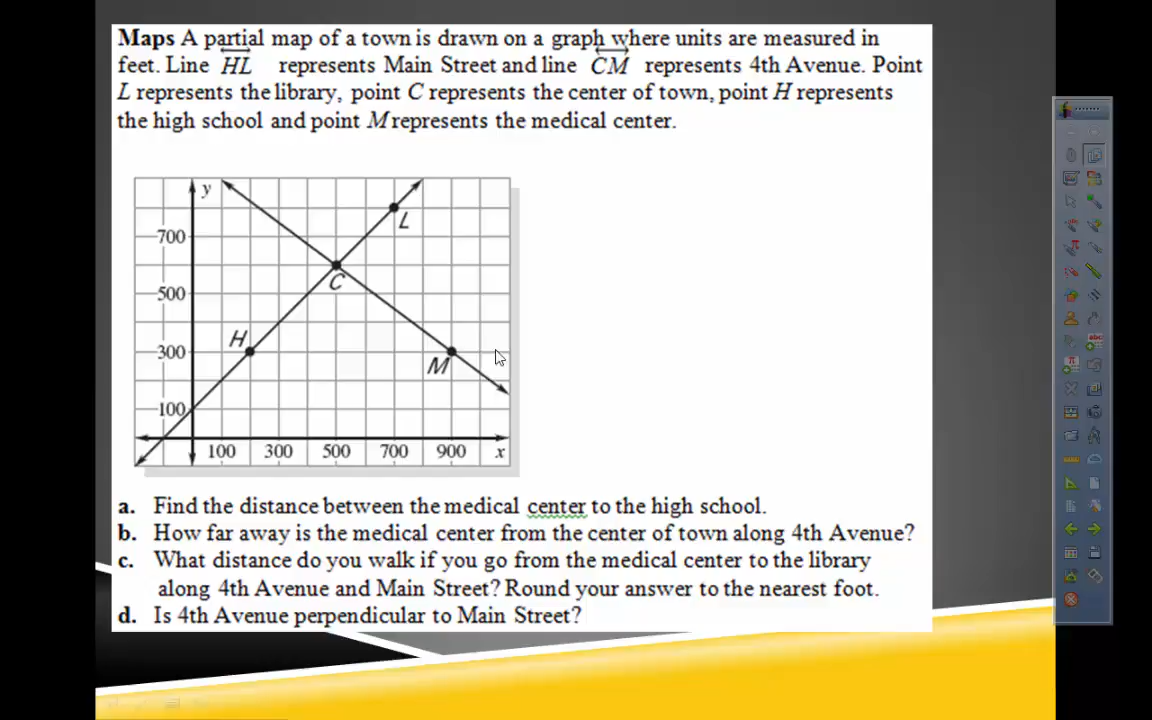 Maps A partial map of a town is drawn on a graph where units are measured in
feet. Line HL represents Main Street and line CM represents 4th Avenue. Point
L represents the library, point C represents the center of town, point H represents
the high school and point M represents the medical center.
y
L
700
C
500
H
300
M
100
100 300 500 700 900 x
a. Find the distance between the medical center to the high school.
b. How far away is the medical center from the center of town along 4th Avenue?
c. What distance do you walk if you go from the medical center to the library
along 4th Avenue and Main Street? Round your answer to the nearest foot.
d. Is 4th Avenue perpendicular to Main Street?